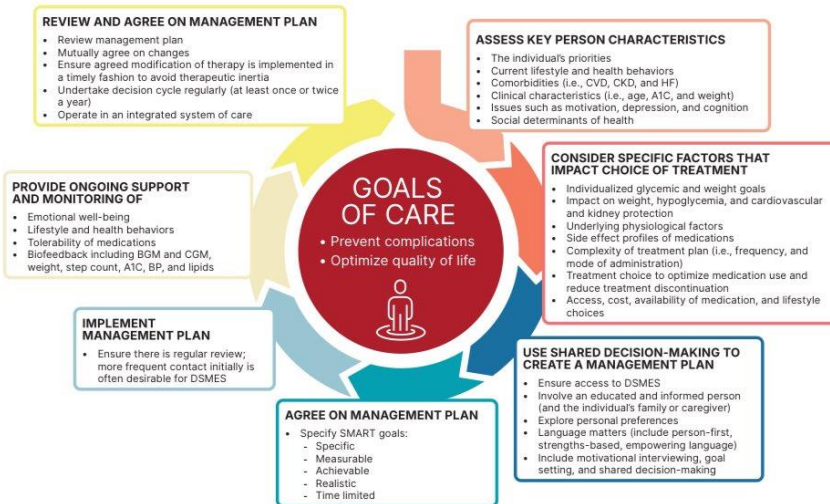 REVIEW AND AGREE ON MANAGEMENT PLAN
• Review management plan
• Mutually agree on changes
• Ensure agreed modification of therapy is implemented in
a timely fashion to avoid therapeutic inertia
• Undertake decision cycle regularly (at least once or twice
a year)
• Operate in an integrated system of care
ASSESS KEY PERSON CHARACTERISTICS
• The individual's priorities
• Current lifestyle and health behaviors
• Comorbidities (i.e., CVD, CKD, and HF)
• Clinical characteristics (i.e., age, A1C, and weight)
• Issues such as motivation, depression, and cognition
• Social determinants of health
CONSIDER SPECIFIC FACTORS THAT
IMPACT CHOICE OF TREATMENT
• Individualized glycemic and weight goals
• Impact on weight, hypoglycemia, and cardiovascular
and kidney protection
• Underlying physiological factors
• Side effect profiles of medications
• Complexity of treatment plan (i.e., frequency, and
mode of administration)
• Treatment choice to optimize medication use and
reduce treatment discontinuation
• Access, cost, availability of medication, and lifestyle
choices
USE SHARED DECISION-MAKING TO
CREATE A MANAGEMENT PLAN
• Ensure access to DSMES
• Involve an educated and informed person
(and the individual's family or caregiver)
• Explore personal preferences
• Language matters (include person-first,
strengths-based, empowering language)
• Include motivational interviewing, goal
setting, and shared decision-making
AGREE ON MANAGEMENT PLAN
• Specify SMART goals:
- Specific
- Measurable
- Achievable
- Realistic
- Time limited
IMPLEMENT
MANAGEMENT PLAN
• Ensure there is regular review;
more frequent contact initially is
often desirable for DSMES
PROVIDE ONGOING SUPPORT
AND MONITORING OF
• Emotional well-being
• Lifestyle and health behaviors
• Tolerability of medications
• Biofeedback including BGM and CGM,
weight, step count, A1C, BP, and lipids
GOALS
OF CARE
• Prevent complications
• Optimize quality of life